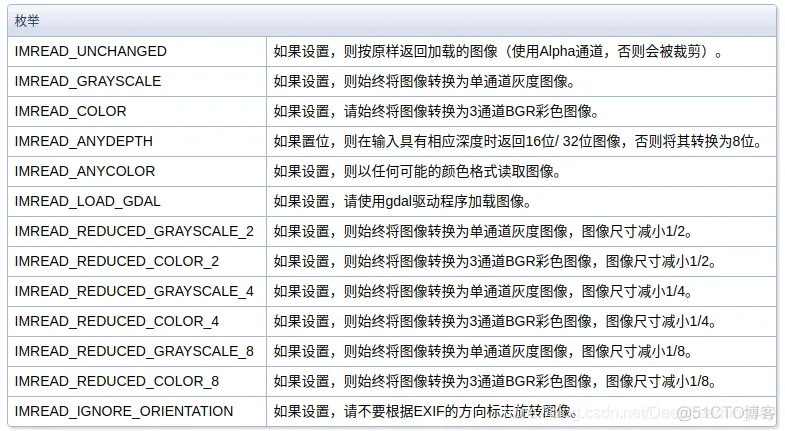 枚举
IMREAD_UNCHANGED 如果设置，则按原样返回加载的图像（使用Alpha通道，否则会被裁剪）。
IMREAD_GRAYSCALE 如果设置，则始终将图像转换为单通道灰度图像。
IMREAD_COLOR 如果设置，请始终将图像转换为3通道BGR彩色图像。
IMREAD_ANYDEPTH 如果置位，则在输入具有相应深度时返回16位/ 32位图像，否则将其转换为8位。
IMREAD_ANYCOLOR 如果设置，则以任何可能的颜色格式读取图像。
IMREAD_LOAD_GDAL 如果设置，请使用gdal驱动程序加载图像。
IMREAD_REDUCED_GRAYSCALE_2 如果设置，则始终将图像转换为单通道灰度图像，图像尺寸减小1/2。
IMREAD_REDUCED_COLOR_2 如果设置，则始终将图像转换为3通道BGR彩色图像，图像尺寸减小1/2。
IMREAD_REDUCED_GRAYSCALE_4 如果设置，则始终将图像转换为单通道灰度图像，图像尺寸减小1/4。
IMREAD_REDUCED_COLOR_4 如果设置，则始终将图像转换为3通道BGR彩色图像，图像尺寸减小1/4。
IMREAD_REDUCED_GRAYSCALE_8 如果设置，则始终将图像转换为单通道灰度图像，图像尺寸减小1/8。
IMREAD_REDUCED_COLOR_8 如果设置，则始终将图像转换为3通道BGR彩色图像，图像尺寸减小1/8。
IMREAD_IGNORE_ORIENTATION 如果设置，请不要根据EXIF的方向标志旋转图像。
@51CTO博客